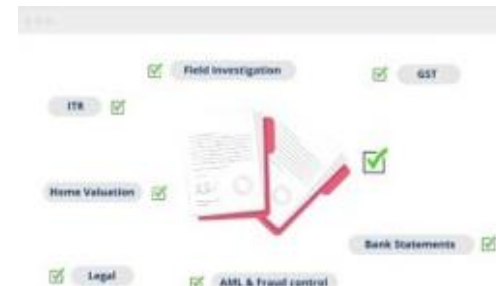 Field Investigation
GST
ITR
Home Valuation
Bank Statements
Legal
AML & Fraud control